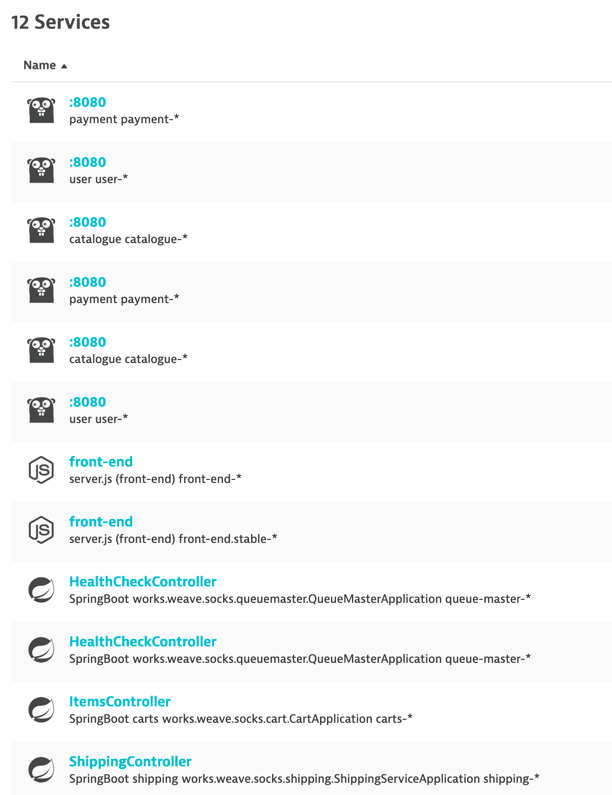 12 Services
Name ▲
:8080
payment payment-*
:8080
user user-*
:8080
catalogue catalogue-*
:8080
payment payment-*
:8080
catalogue catalogue-*
:8080
user user-*
JS
front-end
server.js (front-end) front-end-*
JS
front-end
server.js (front-end) front-end.stable-*
HealthCheckController
SpringBoot works.weave.socks.queuemaster.QueueMasterApplication queue-master-*
HealthCheckController
SpringBoot works.weave.socks.queuemaster.QueueMasterApplication queue-master-*
ItemsController
SpringBoot carts works.weave.socks.cart.CartApplication carts-*
ShippingController
SpringBoot shipping works.weave.socks.shipping.ShippingServiceApplication shipping-*